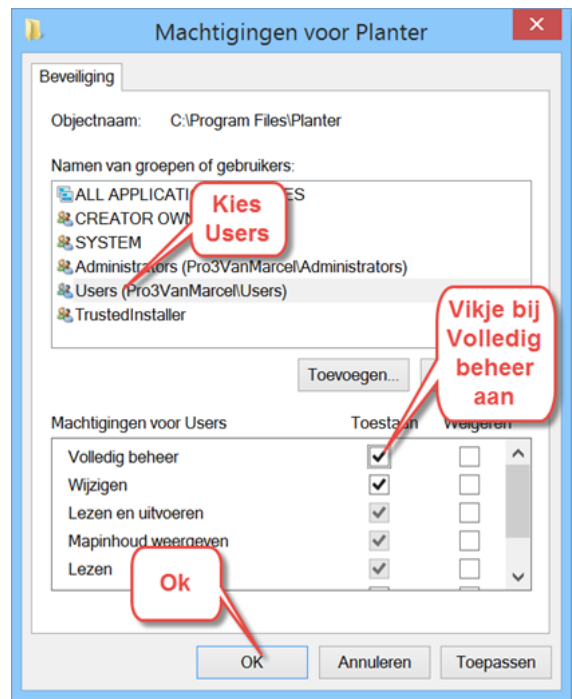 Machtigingen voor Planter
Beveiliging
Objectnaam: C:\Program Files\Planter
Namen van groepen of gebruikers:
ALL APPLICATI ES
CREATOR OWN
SYSTEM
Administrators (Pro3VanMarcel\Administrators)
Users (Pro3VanMarcel\Users)
TrustedInstaller
Kies
Users
Vikje bij
Volledig
beheer
aan
Toevoegen...
Machtigingen voor Users Toestaan Weigeren
Volledig beheer
Wijzigen
Lezen en uitvoeren
Mapinhoud weergeven
Lezen
Ok
OK Annuleren Toepassen